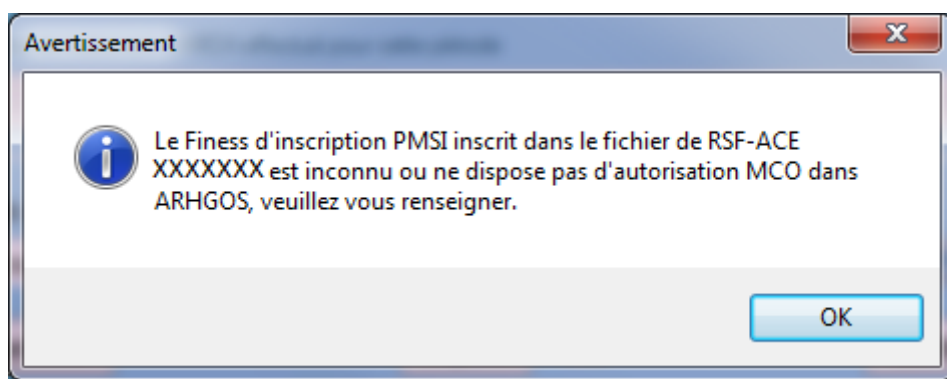 Avertissement
Le Finess d'inscription PMSI inscrit dans le fichier de RSF-ACE
XXXXXXX est inconnu ou ne dispose pas d'autorisation MCO dans
ARHGOS, veuillez vous renseigner.
OK